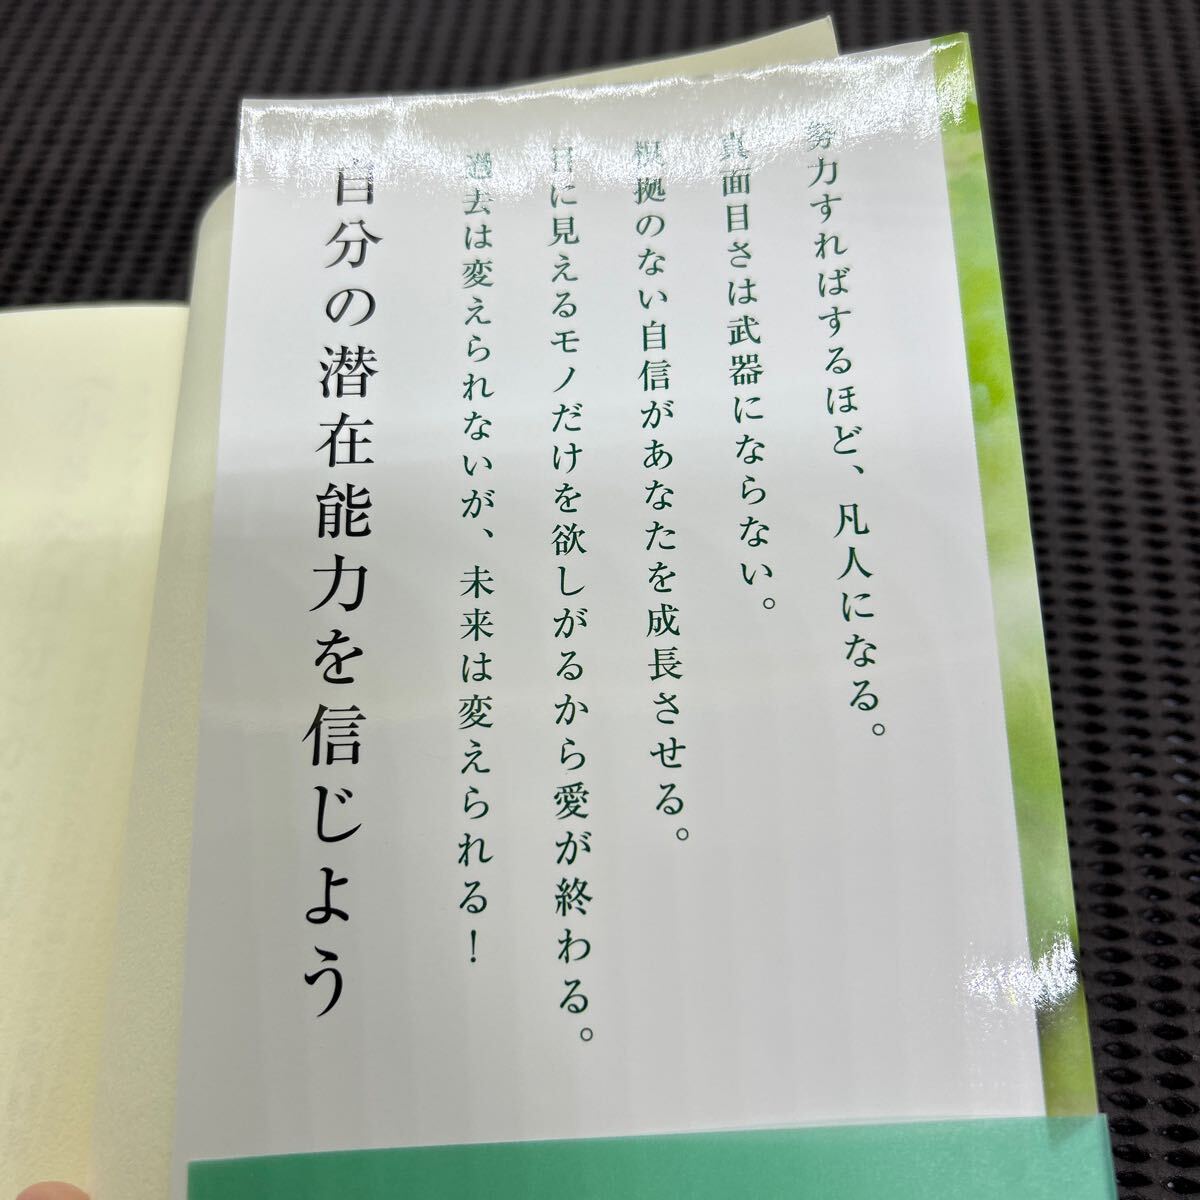 努力すればするほど、凡人になる。
真面目さは武器にならない。
根拠のない自信があなたを成長させる。
目に見えるモノだけを欲しがるから愛が終わる。
過去は変えられないが、未来は変えられる！
自分の潜在能力を信じよう